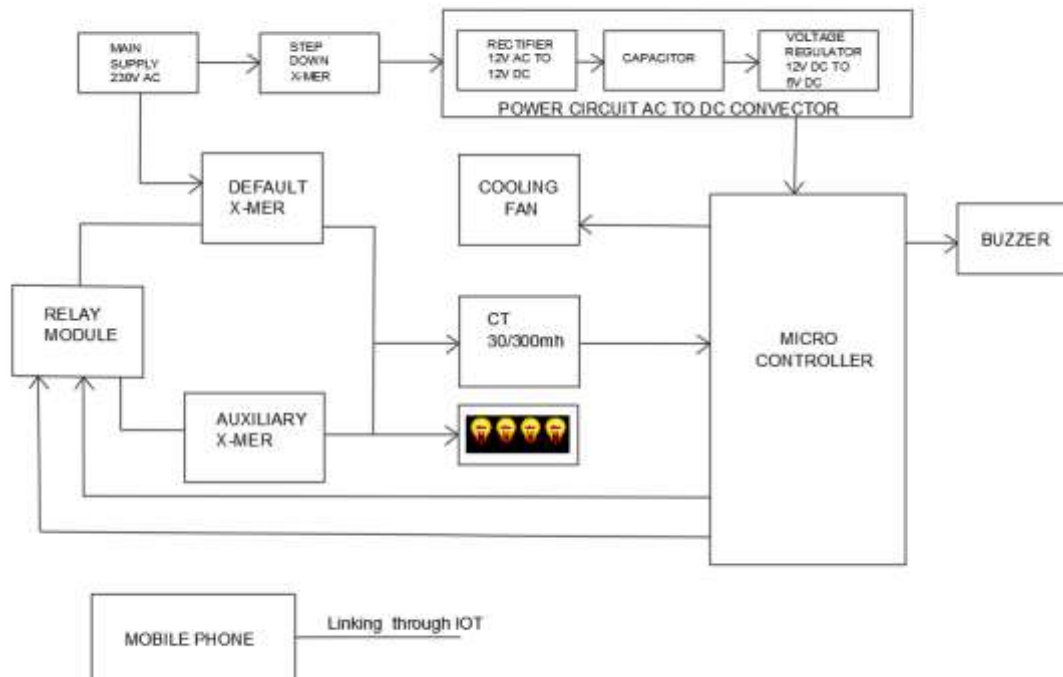 MAIN
SUPPLY
230V AC
STEP
DOWN
X-MER
RECTIFIER
12V AC TO
12V DC
CAPACITOR
VOLTAGE
REGULATOR
12V DC TO
5V DC
POWER CIRCUIT AC TO DC CONVECTOR
DEFAULT
X-MER
COOLING
FAN
BUZZER
RELAY
MODULE
CT
30/300mh
MICRO
CONTROLLER
AUXILIARY
X-MER
MOBILE PHONE
Linking through IOT